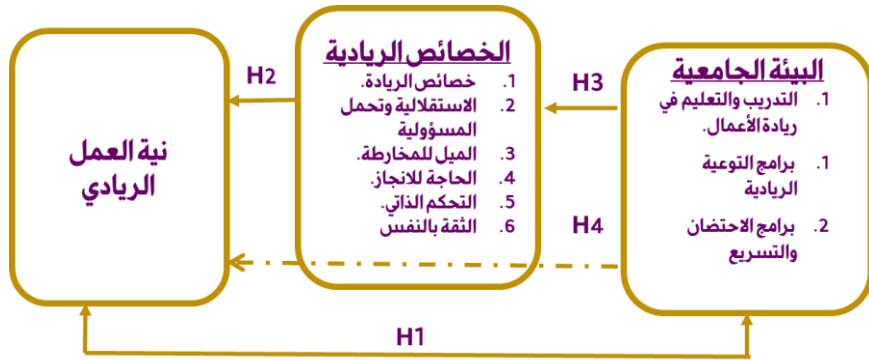 البيئة الجامعية
1. التدريب والتعليم في
ريادة الأعمال.
1. برامج التوعية
الريادية
2. برامج الاحتضان
والتسريع
H3
H4
الخصائص الريادية
1. خصائص الريادة.
2. الاستقلالية وتحمل
المسؤولية
3. الميل للمخارطة.
4. الحاجة للانجاز.
5. التحكم الذاتي.
6. الثقة بالنفس
H2
نية العمل
الريادي
H1